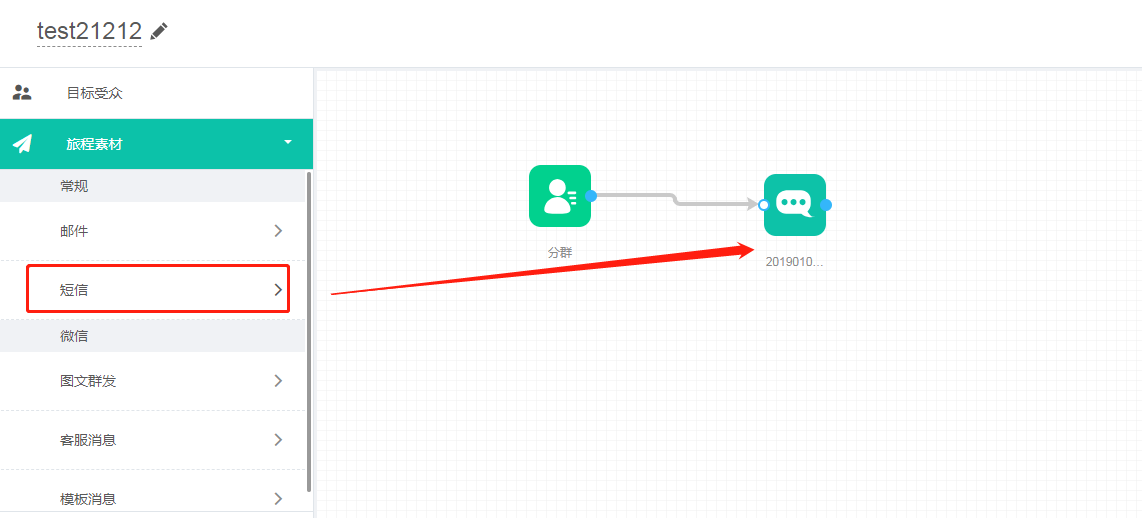 test21212
目标受众
旅程素材
常规
邮件
短信
微信
图文群发
客服消息
模板消息
分群
2019010...